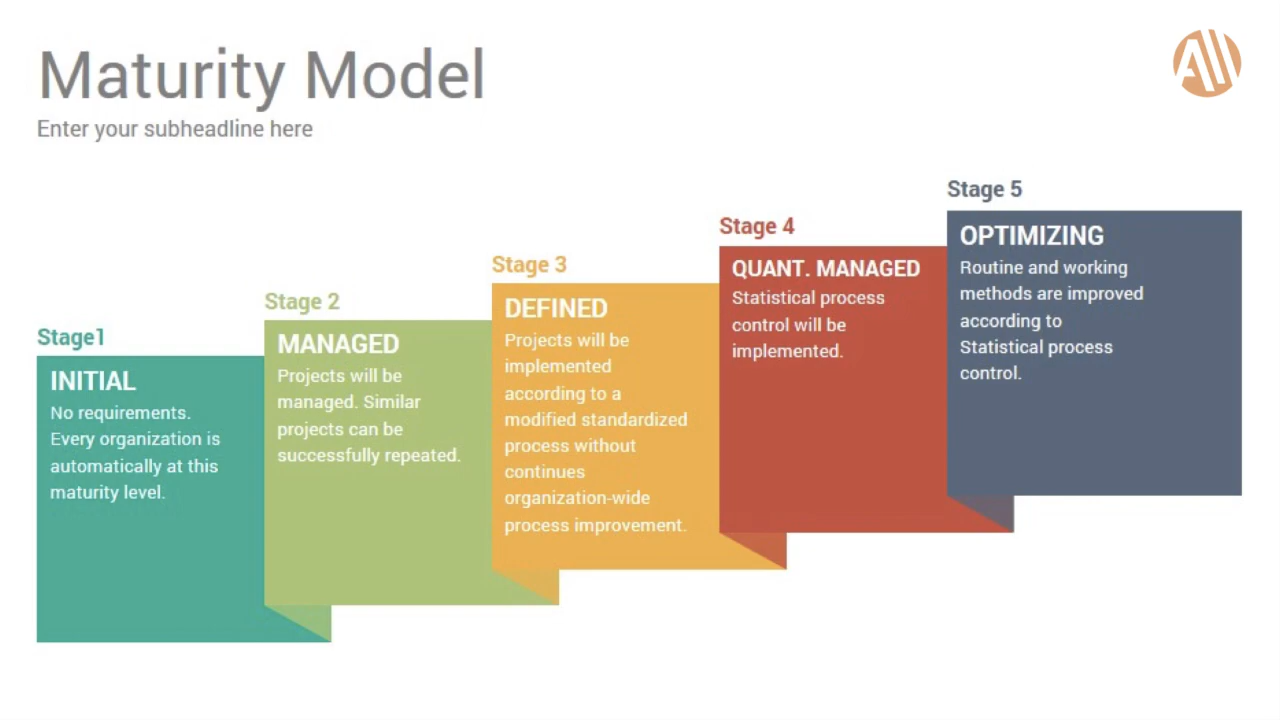 Maturity Model
Enter your subheadline here
Stage1
INITIAL
No requirements.
Every organization is
automatically at this
maturity level.
Stage 2
MANAGED
Projects will be
managed. Similar
projects can be
successfully repeated.
Stage 3
DEFINED
Projects will be
implemented
according to a
modified standardized
process without
continues
organization-wide
process improvement.
Stage 4
QUANT. MANAGED
Statistical process
control will be
implemented.
Stage 5
OPTIMIZING
Routine and working
methods are improved
according to
Statistical process
control.